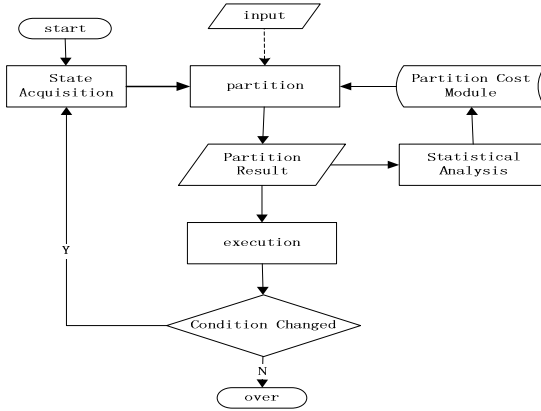 input
start
State
Acquisition
partition
Partition Cost
Module
Partition
Result
Statistical
Analysis
execution
Y
Condition Changed
N
over